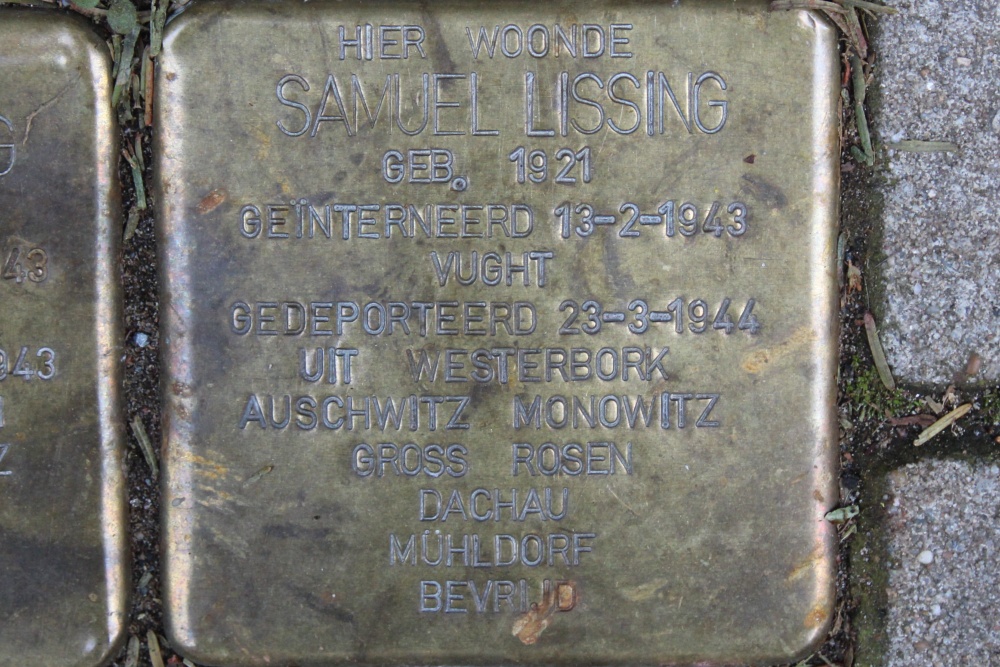 HIER WOONDE
SAMUEL LISSING
GEB. 1921
GEÏNTERNEERD 13-2-1943
VUGHT
GEDEPORTEERD 23-3-1944
UIT WESTERBORK
AUSCHWITZ MONOWITZ
GROSS ROSEN
DACHAU
MÜHLDORF
BEVRIJD